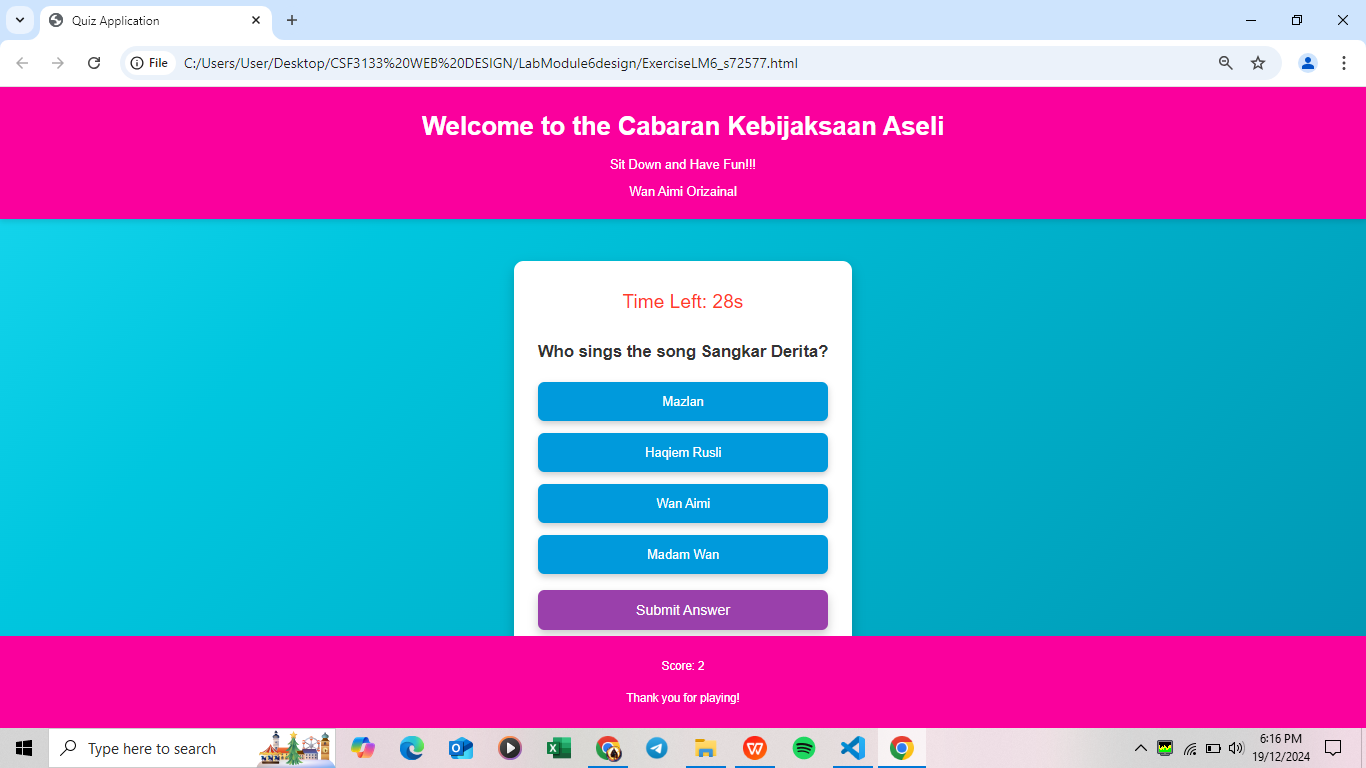 Quiz Application
File
C:/Users/User/Desktop/CSF3133%20WEB%20DESIGN/LabModule6design/ExerciseLM6_s72577.html
Welcome to the Cabaran Kebijaksaan Aseli
Sit Down and Have Fun!!!
Wan Aimi Orizainal
Time Left: 28s
Who sings the song Sangkar Derita?
Mazlan
Haqiem Rusli
Wan Aimi
Madam Wan
Submit Answer
Score: 2
Thank you for playing!
Type here to search
6:16 PM
19/12/2024